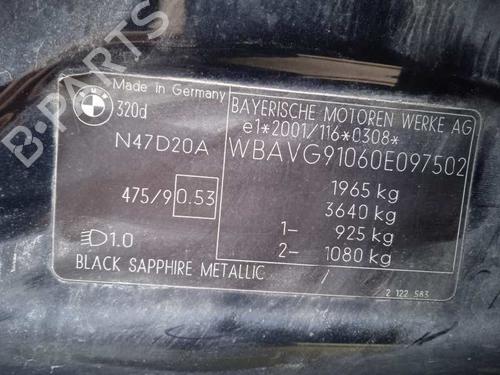 B-PARTS
BMW
Made in Germany
320d
BAYERISCHE MOTOREN WERKE AG
e1*2001/116*0308*
N47D20A
WBAVG91060E097502
475/9 0.53
1965 kg
3640 kg
1- 925 kg
2- 1080 kg
1.0
BLACK SAPPHIRE METALLIC /
2 122 583